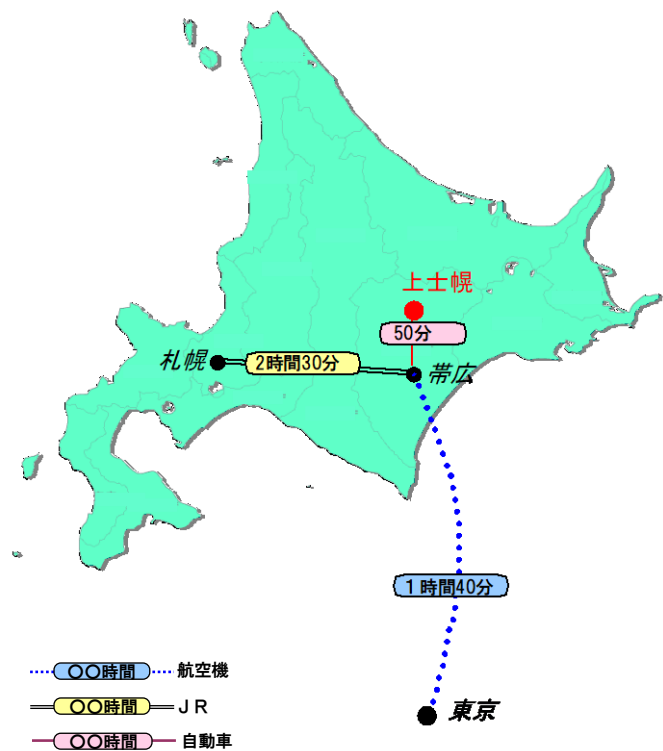 上士幌
50分
札幌
2時間30分
帯広
1時間40分
〇〇時間 航空機
〇〇時間 JR
〇〇時間 自動車
東京